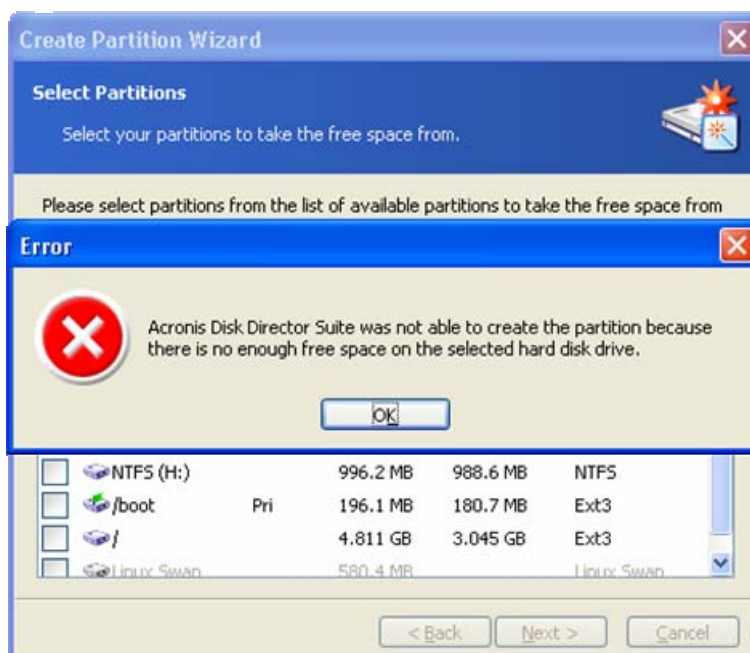 Create Partition Wizard
Select Partitions
Select your partitions to take the free space from.
Please select partitions from the list of available partitions to take the free space from
Error
Acronis Disk Director Suite was not able to create the partition because
there is no enough free space on the selected hard disk drive.
OK
NTFS (H:) 996.2 MB 988.6 MB NTFS
/boot Pri 196.1 MB 180.7 MB Ext3
/ 4.811 GB 3.045 GB Ext3
Linux Swap 580.4 MB Linux Swap
< Back Next > Cancel